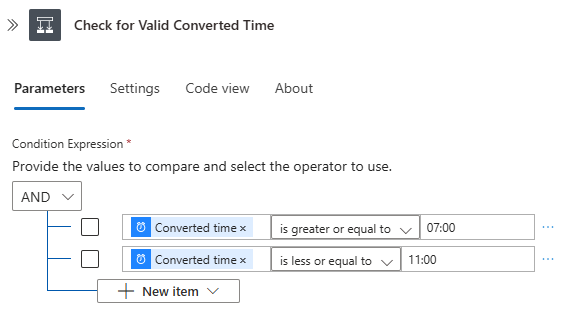 Check for Valid Converted Time
Parameters Settings Code view About
Condition Expression *
Provide the values to compare and select the operator to use.
AND
Converted time × is greater or equal to 07:00 ...
Converted time × is less or equal to 11:00 ...
New item